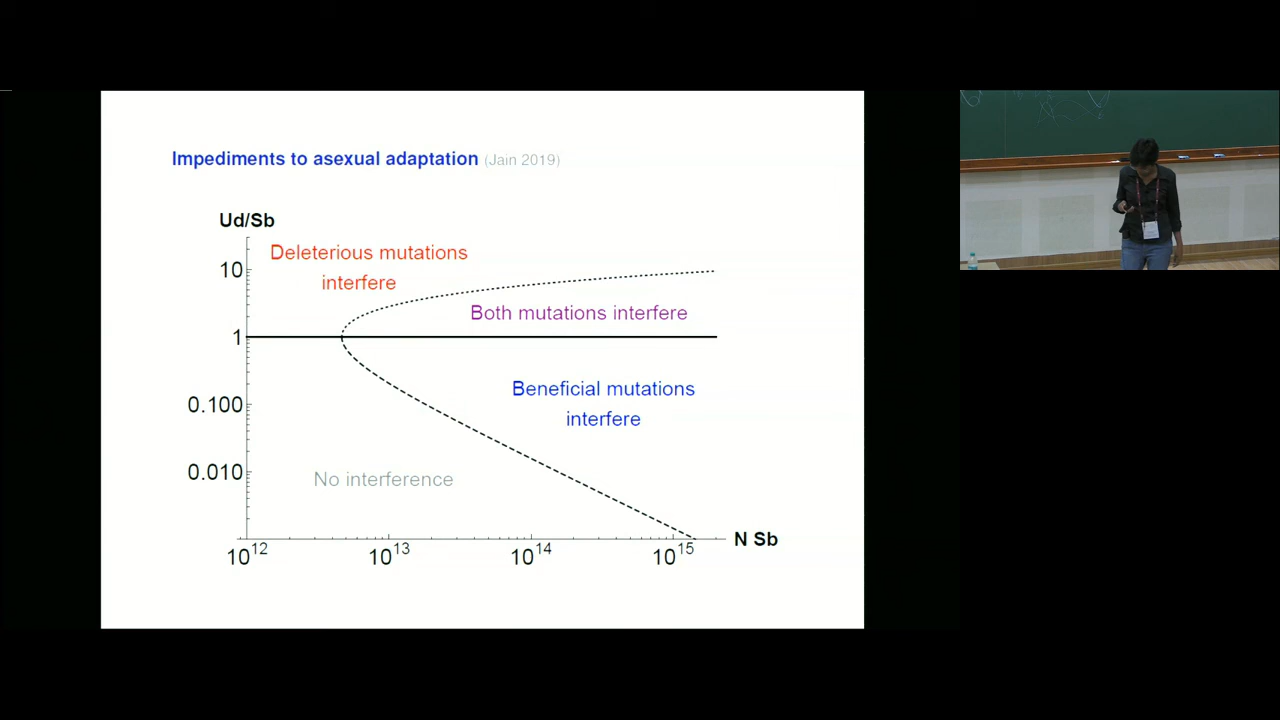 Impediments to asexual adaptation (Jain 2019)
Ud/Sb
Deleterious mutations
interfere
10
Both mutations interfere
1
Beneficial mutations
interfere
0.100
0.010
No interference
10^12 10^13 10^14 10^15 N Sb